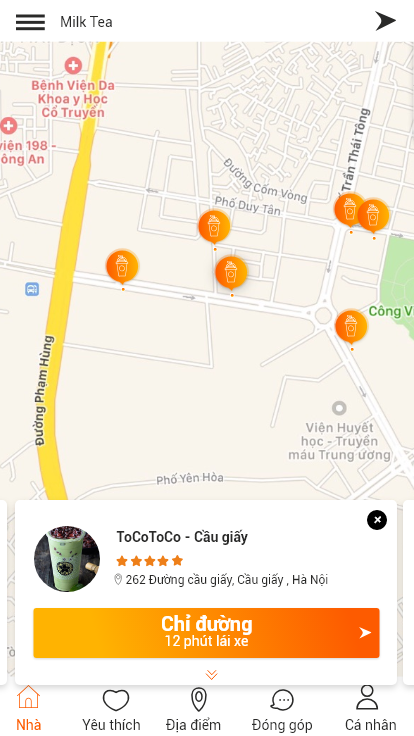 Milk Tea
Bệnh Viện Đa
Khoa y Học
Cổ Truyền
viện 198 -
ông An
Trần Thái Tông
Đường Cốm Vòng
Phố Duy Tân
Công V
Đường Phạm Hùng
Viện Huyết
học - Truyền
máu Trung ương
Phố Yên Hòa
ToCoToCo - Cầu giấy
262 Đường cầu giấy, Cầu giấy , Hà Nội
Chỉ đường
12 phút lái xe
Nhà
Yêu thích
Địa điểm
Đóng góp
Cá nhân